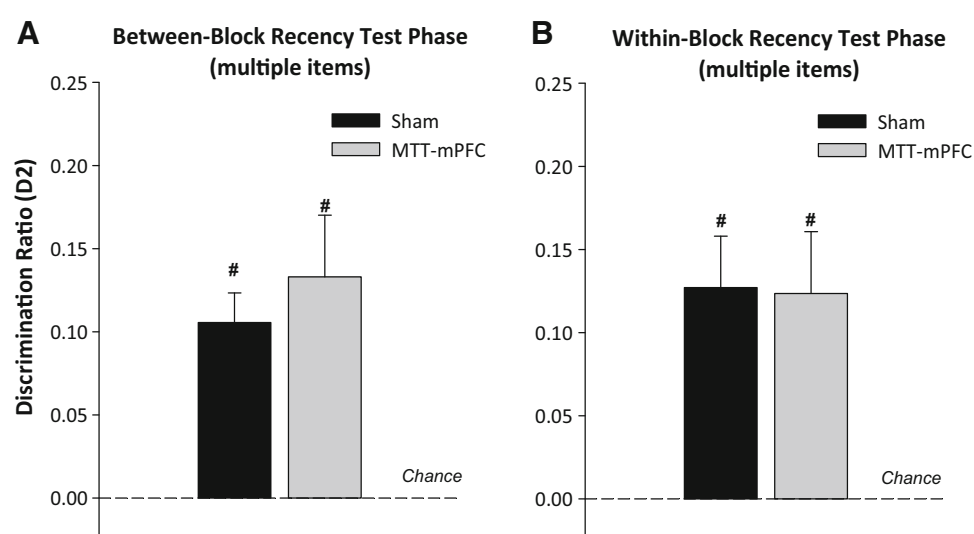 A
Between-Block Recency Test Phase
(multiple items)
Discrimination Ratio (D2)
0.25
0.20
0.15
0.10
0.05
0.00
Sham
MTT-mPFC
#
#
Chance
B
Within-Block Recency Test Phase
(multiple items)
0.25
0.20
0.15
0.10
0.05
0.00
Sham
MTT-mPFC
#
#
Chance